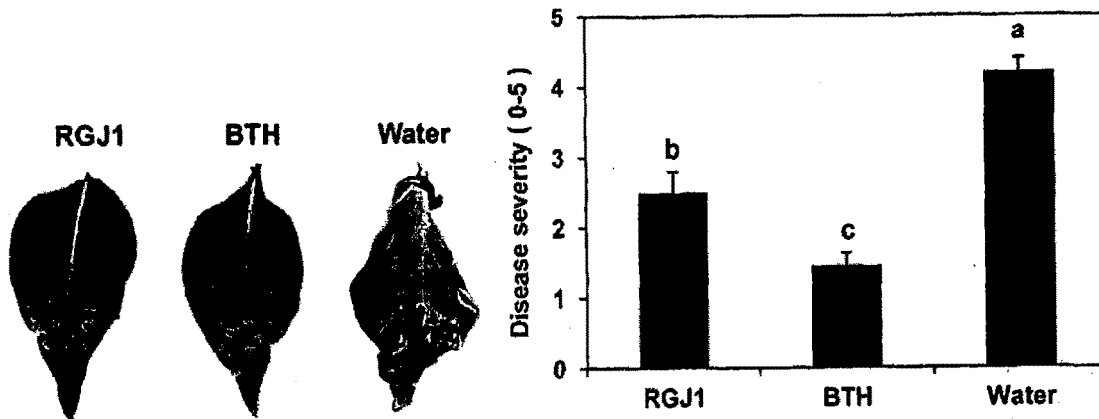 RGJ1 BTH Water
Disease severity ( 0-5 )
5
4
3
2
1
0
a
b
c
RGJ1 BTH Water